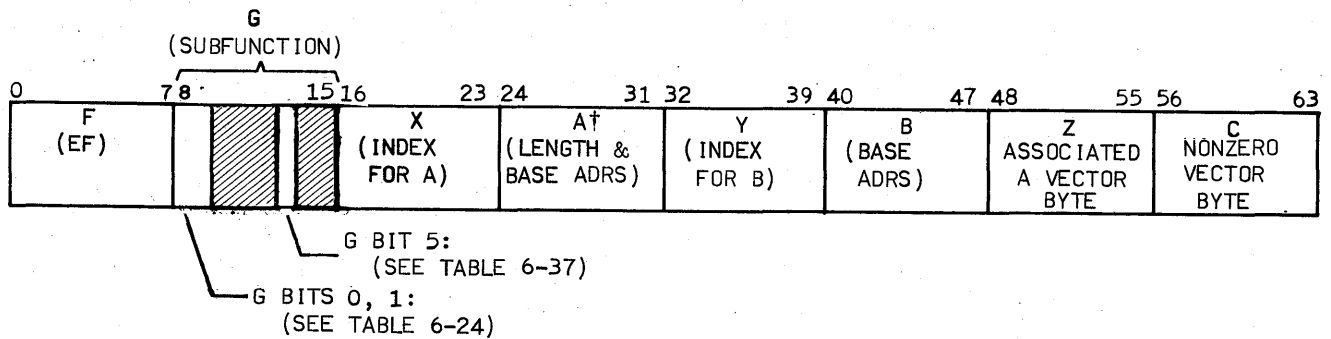 G
(SUBFUNCTION)
0 7 8 15 16 23 24 31 32 39 40 47 48 55 56 63
F
(EF)
X
(INDEX
FOR A)
A†
(LENGTH &
BASE ADRS)
Y
(INDEX
FOR B)
B
(BASE
ADRS)
Z
ASSOCIATED
A VECTOR
BYTE
C
NONZERO
VECTOR
BYTE
G BIT 5:
(SEE TABLE 6-37)
G BITS 0, 1:
(SEE TABLE 6-24)